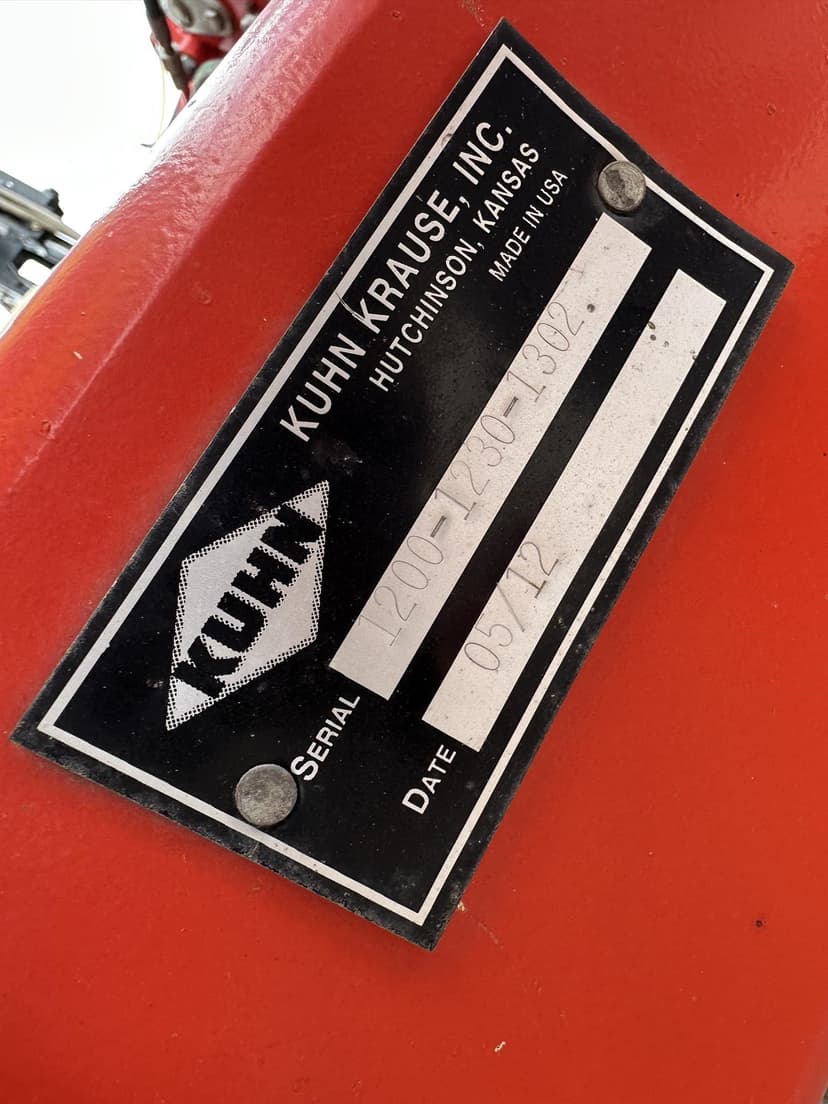 KUHN
KUHN KRAUSE, INC.
HUTCHINSON, KANSAS
MADE IN USA
SERIAL 1200-1230-1302
DATE 05/12